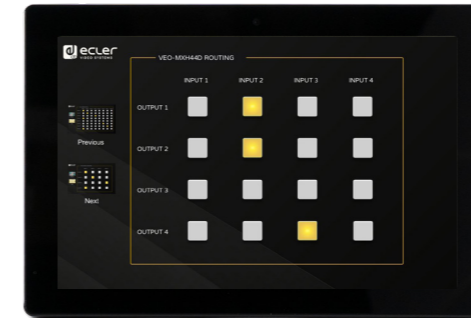 ecler
VIDEO SYSTEMS
VEO-MXH44D ROUTING
INPUT 1 INPUT 2 INPUT 3 INPUT 4
OUTPUT 1
Previous
OUTPUT 2
OUTPUT 3
Next
OUTPUT 4